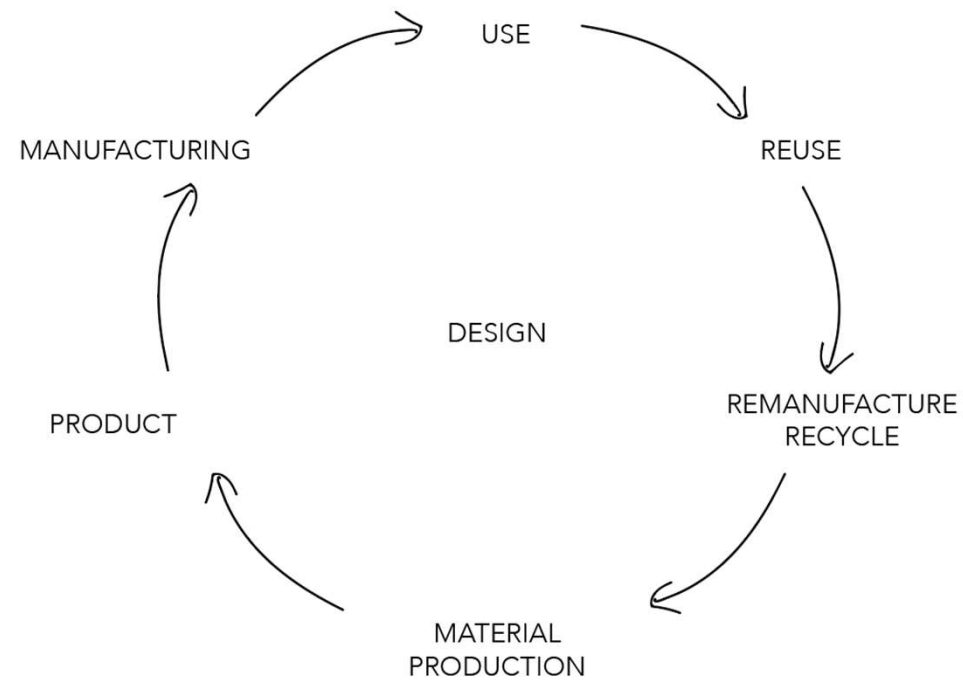 USE
MANUFACTURING
REUSE
DESIGN
PRODUCT
REMANUFACTURE
RECYCLE
MATERIAL
PRODUCTION